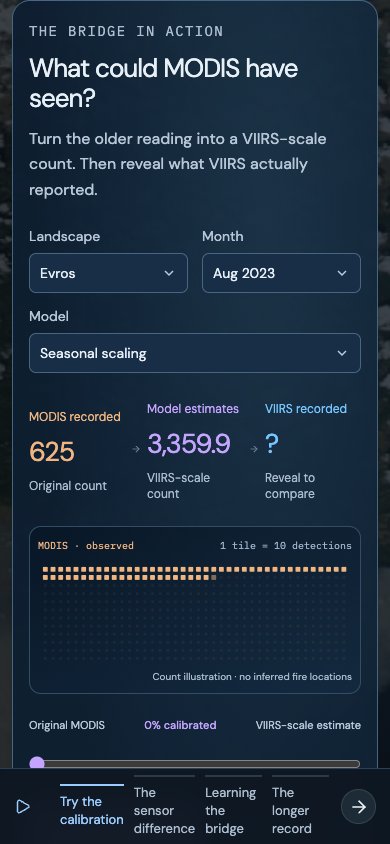 THE BRIDGE IN ACTION
What could MODIS have
seen?
Turn the older reading into a VIIRS-scale
count. Then reveal what VIIRS actually
reported.
Landscape
Month
Evros
Aug 2023
Model
Seasonal scaling
MODIS recorded
625
Original count
→
Model estimates
3,359.9
VIIRS-scale
count
→
VIIRS recorded
?
Reveal to
compare
MODIS · observed
1 tile = 10 detections
Count illustration · no inferred fire locations
Original MODIS
0% calibrated
VIIRS-scale estimate
Try the
calibration
The
sensor
difference
Learning
the
bridge
The
longer
record
→